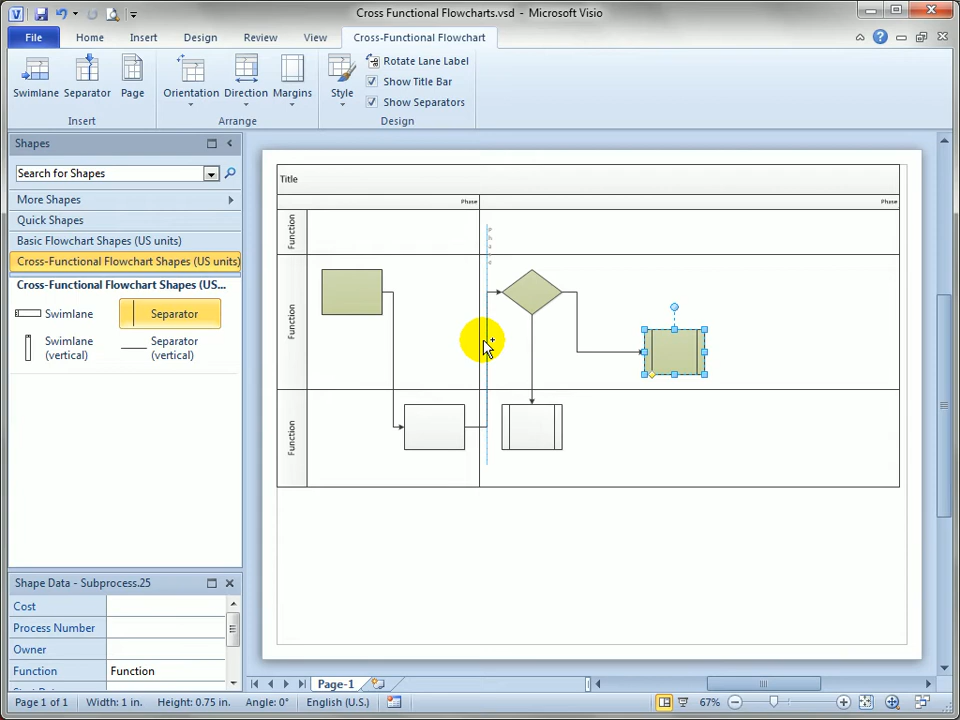 Cross Functional Flowcharts.vsd - Microsoft Visio
File Home Insert Design Review View Cross-Functional Flowchart
Swimlane Separator Page
Insert
Orientation Direction Margins
Arrange
Style
Rotate Lane Label
Show Title Bar
Show Separators
Design
Shapes
Search for Shapes
More Shapes
Quick Shapes
Basic Flowchart Shapes (US units)
Cross-Functional Flowchart Shapes (US units)
Cross-Functional Flowchart Shapes (US...
Swimlane Separator
Swimlane (vertical) Separator (vertical)
Title
Phase Phase
Function
Function
Function
Shape Data - Subprocess.25
Cost
Process Number
Owner
Function Function
Page-1
Page 1 of 1 Width: 1 in. Height: 0.75 in. Angle: 0° English (U.S.) 67%